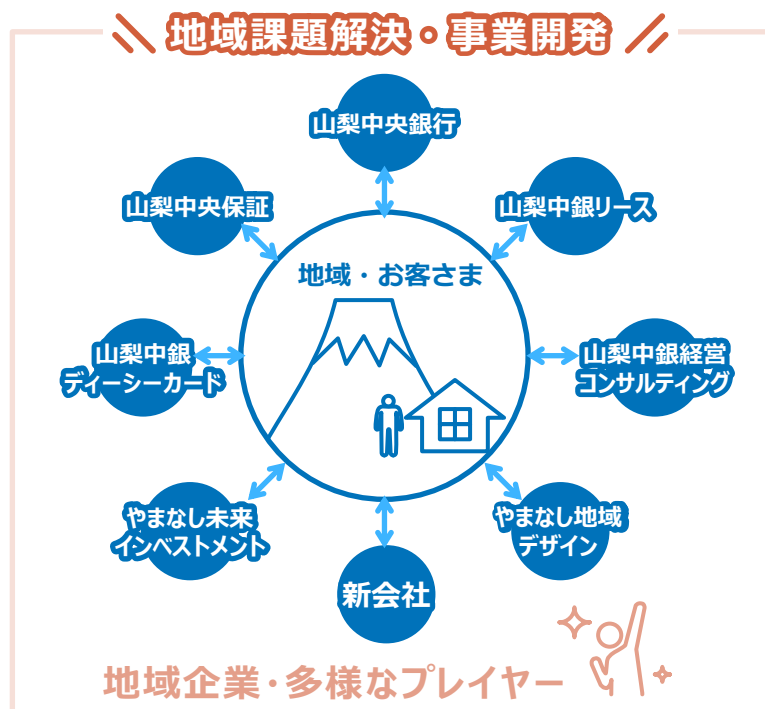 地域課題解決・事業開発
山梨中央銀行
山梨中央保証
山梨中銀リース
地域・お客さま
山梨中銀
ディーシーカード
山梨中銀経営
コンサルティング
やまなし未来
インベストメント
やまなし地域
デザイン
新会社
地域企業・多様なプレイヤー